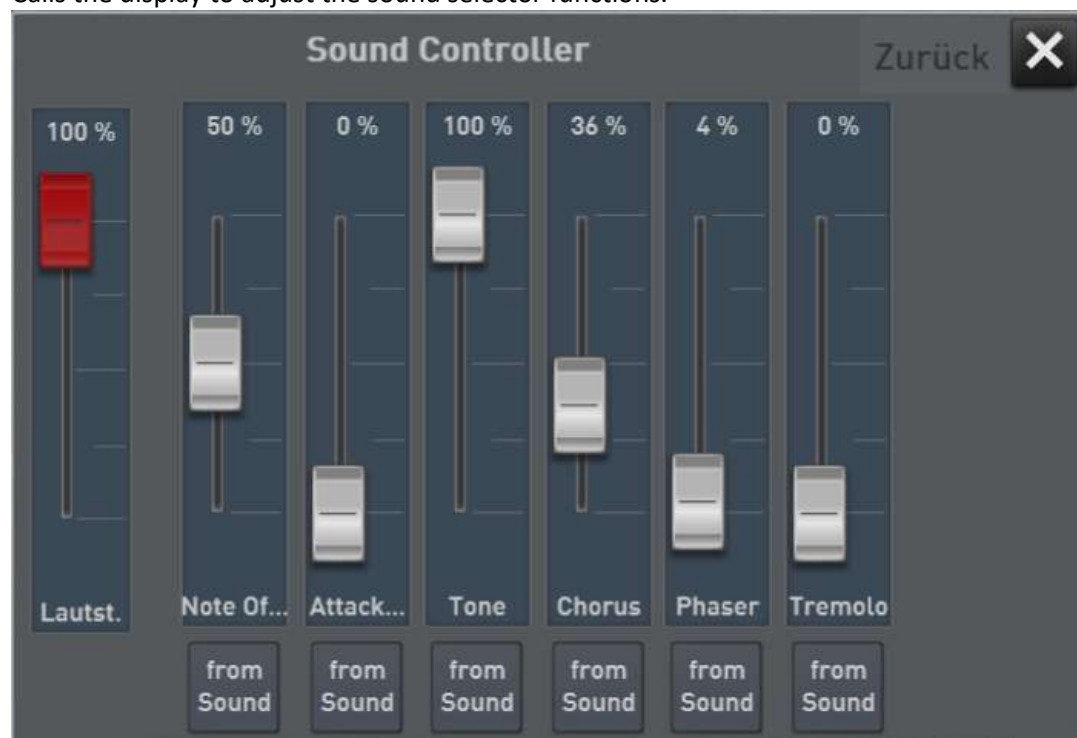 Calls the display to adjust the sound selector functions.
Sound Controller
Zurück
100 % 50 % 0 % 100 % 36 % 4 % 0 %
Lautst. Note Of... Attack... Tone Chorus Phaser Tremolo
from from from from from from
Sound Sound Sound Sound Sound Sound